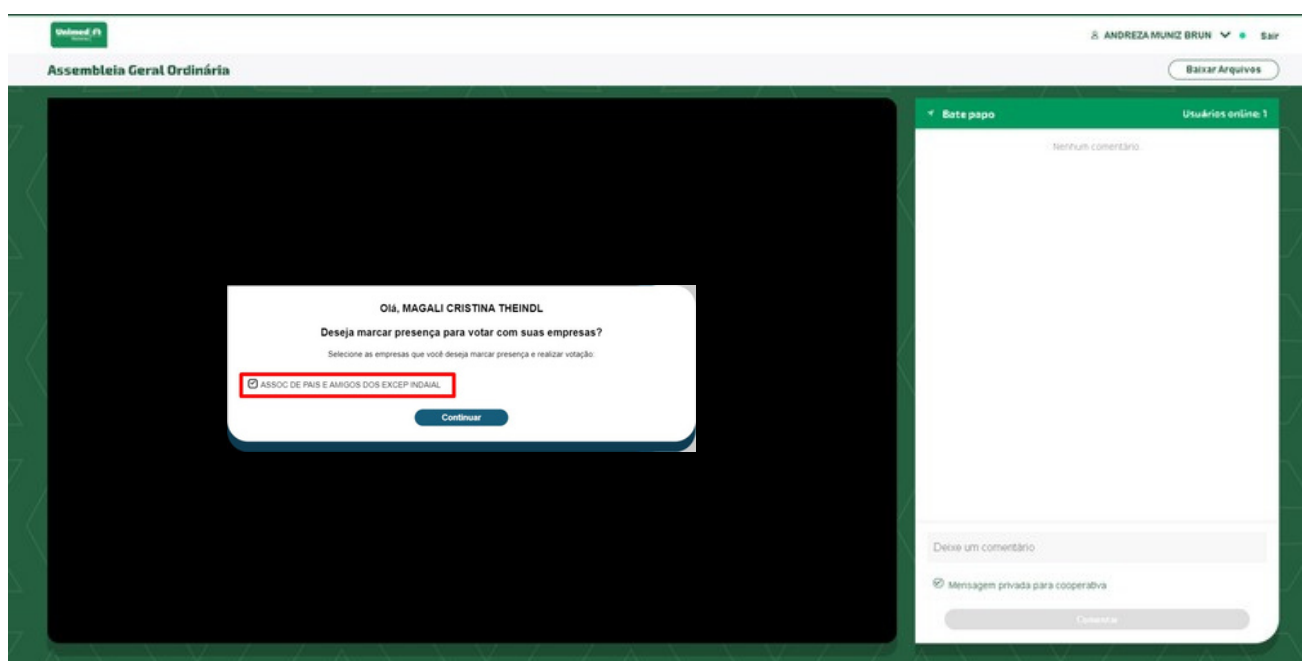 Unimed
ANDREZA MUNIZ BRUN
Sair
Assembleia Geral Ordinária
Baixar Arquivos
Bate papo
Usuários online: 1
Nenhum comentário.
Olá, MAGALI CRISTINA THEINDL
Deseja marcar presença para votar com suas empresas?
Selecione as empresas que você deseja marcar presença e realizar votação:
ASSOC DE PAIS E AMIGOS DOS EXCEP INDAIAL
Continuar
Deixe um comentário
Mensagem privada para cooperativa
Comentar